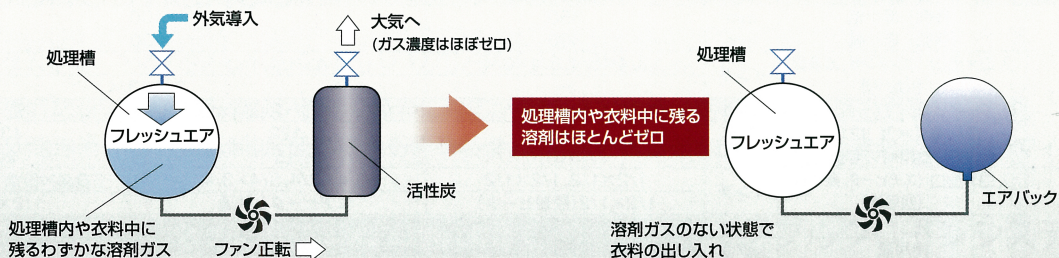 外気導入
大気へ
(ガス濃度はほぼゼロ)
処理槽
フレッシュエア
活性炭
処理槽内や衣料中に
残るわずかな溶剤ガス
ファン正転
処理槽内や衣料中に残る
溶剤はほとんどゼロ
処理槽
フレッシュエア
エアバック
溶剤ガスのない状態で
衣料の出し入れ